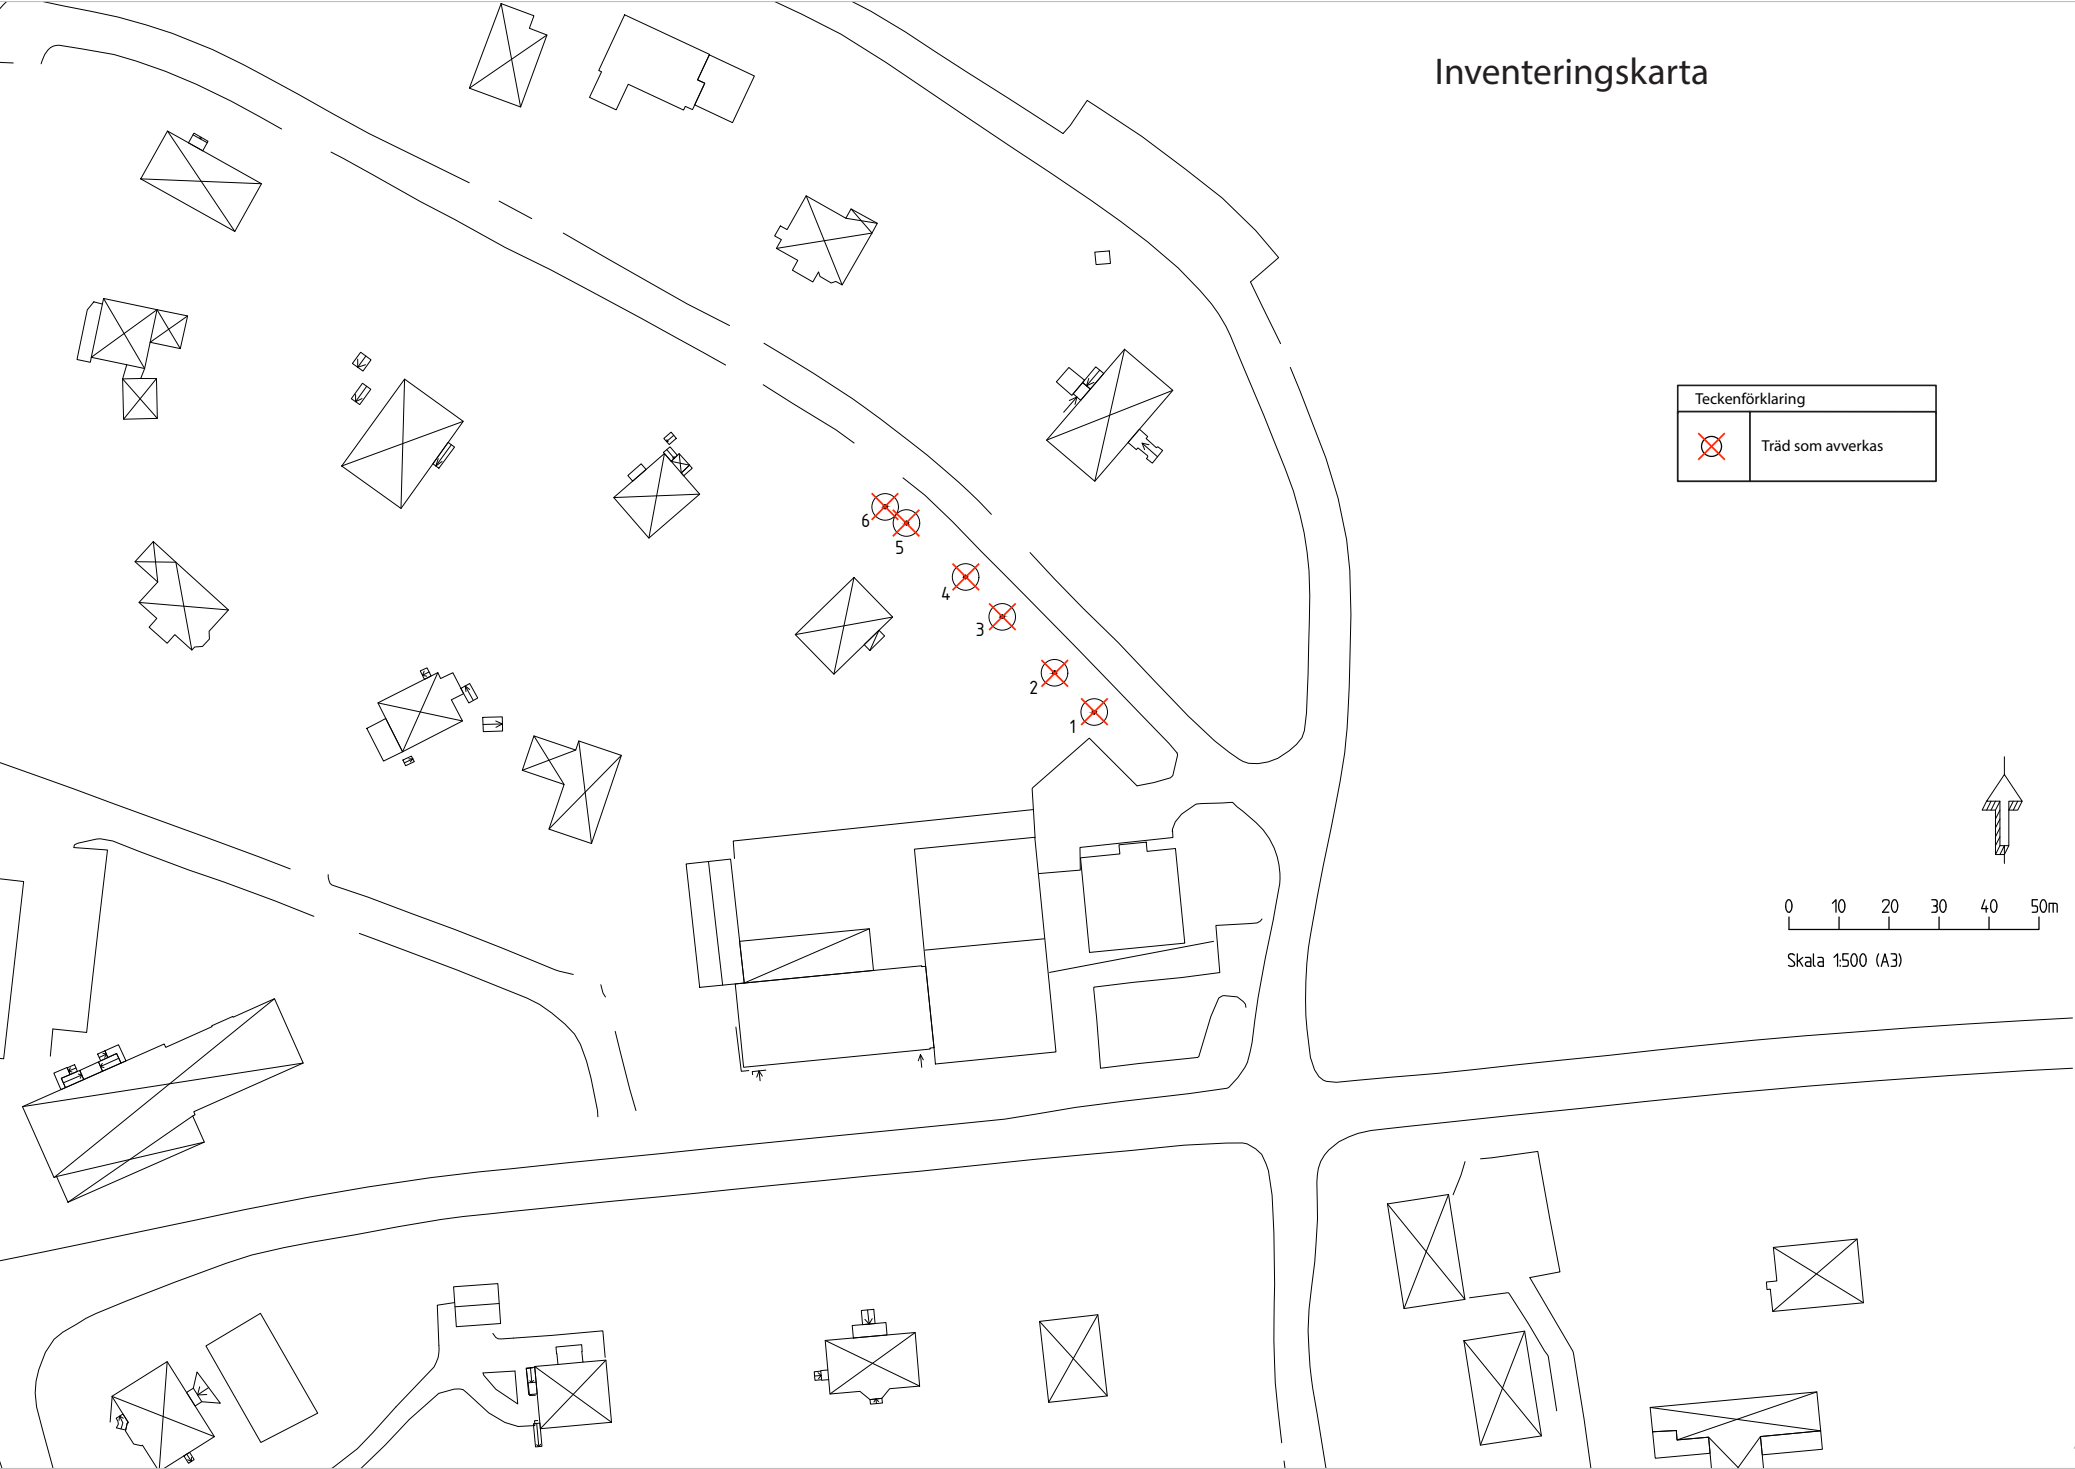 Inventeringskarta
Teckenförklaring
Träd som avverkas
6
5
4
3
2
1
0 10 20 30 40 50m
Skala 1:500 (A3)